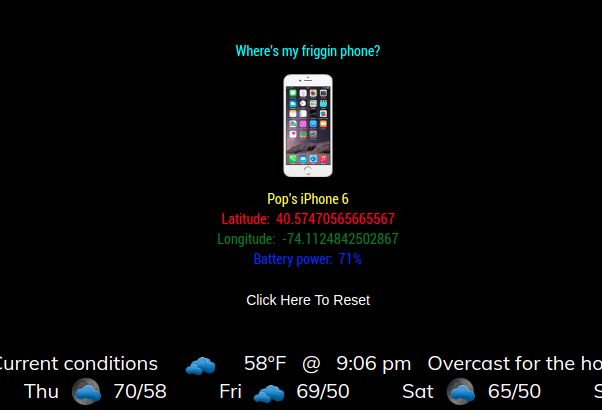 Where's my friggin phone?
Pop's iPhone 6
Latitude: 40.57470565665567
Longitude: -74.1124842502867
Battery power: 71%
Click Here To Reset
Current conditions 58°F @ 9:06 pm Overcast for the ho
Thu 70/58 Fri 69/50 Sat 65/50 S